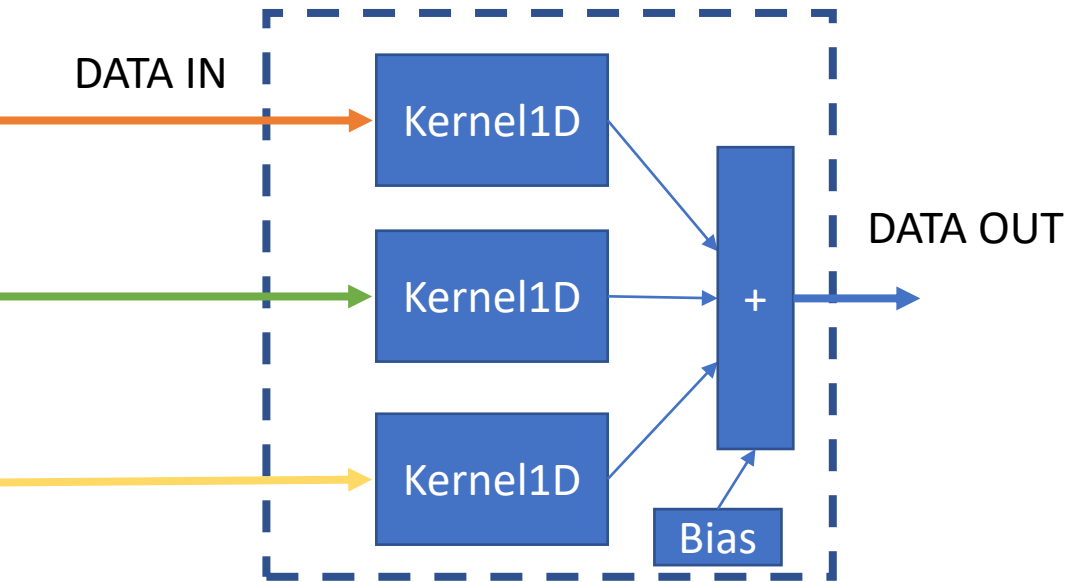 DATA IN
Kernel1D
DATA OUT
Kernel1D
+
Kernel1D
Bias